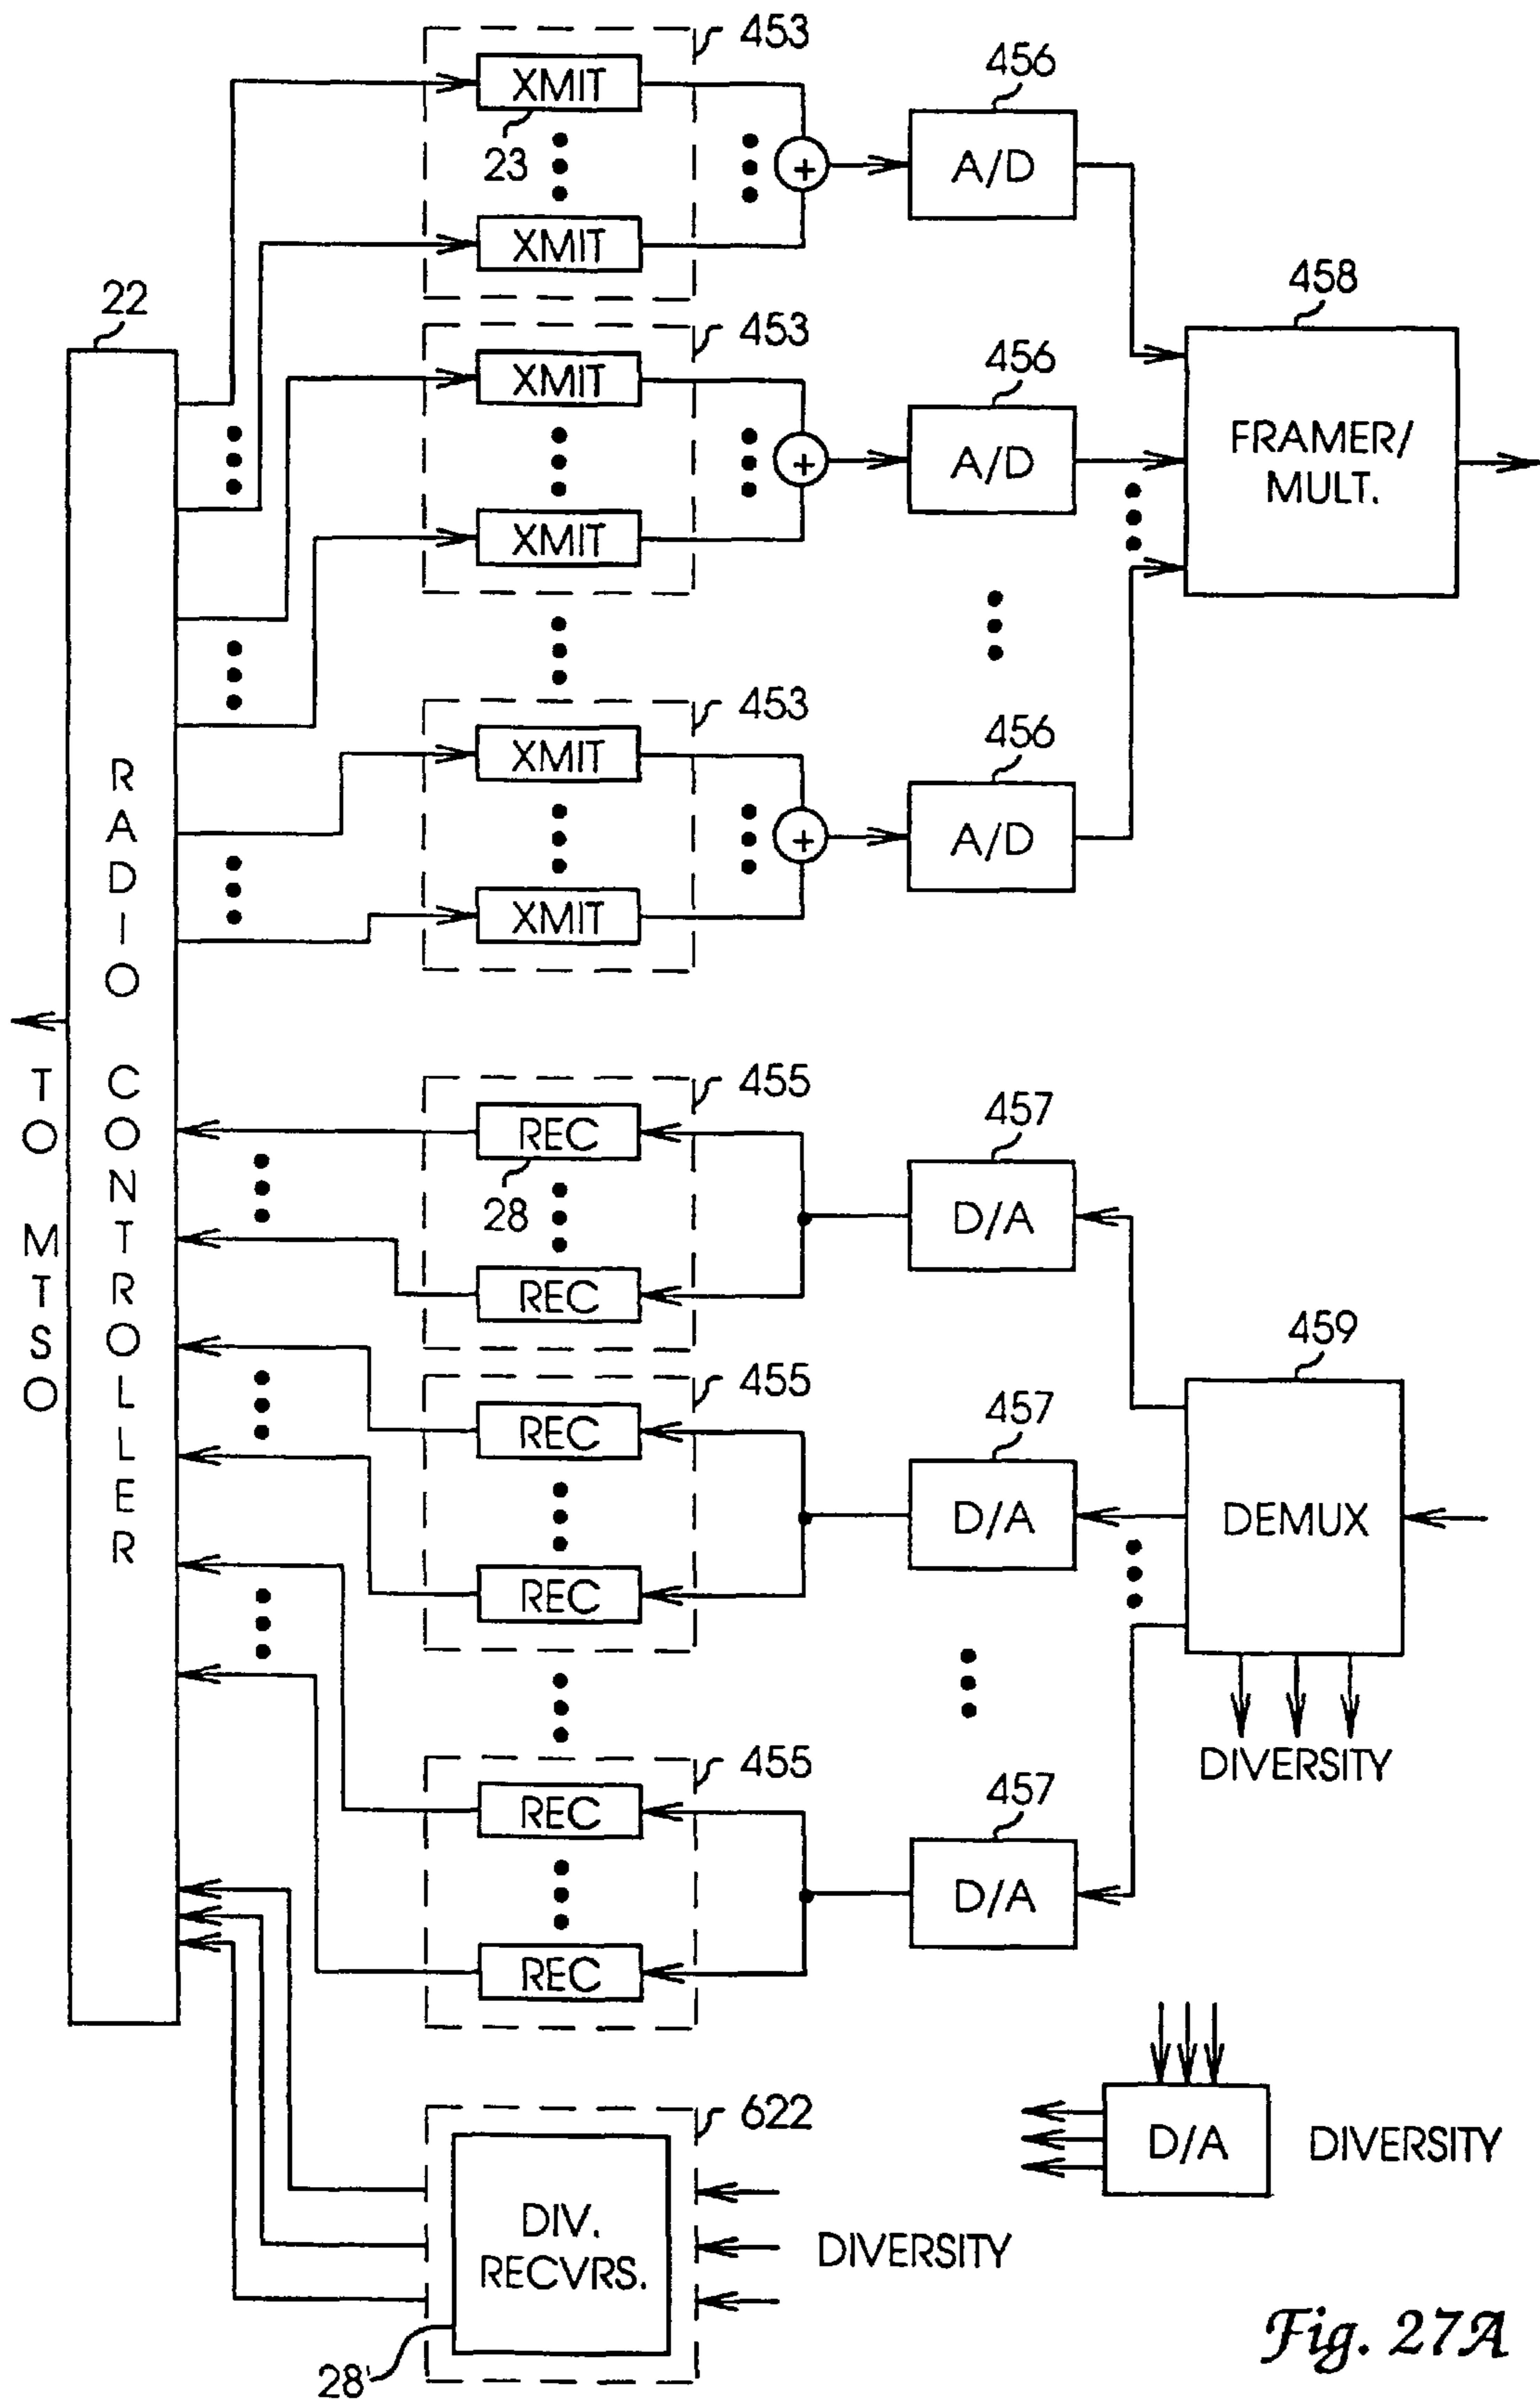 453
XMIT
23
XMIT
456
A/D
458
FRAMER/
MULT.
22
453
XMIT
XMIT
456
A/D
453
XMIT
XMIT
456
A/D
RADIO CONTROLLER
TO MTSO
455
REC
28
REC
457
D/A
459
DEMUX
455
REC
REC
457
D/A
DIVERSITY
455
REC
REC
457
D/A
622
DIV.
RECVRS.
28'
DIVERSITY
D/A
DIVERSITY
Fig. 27A